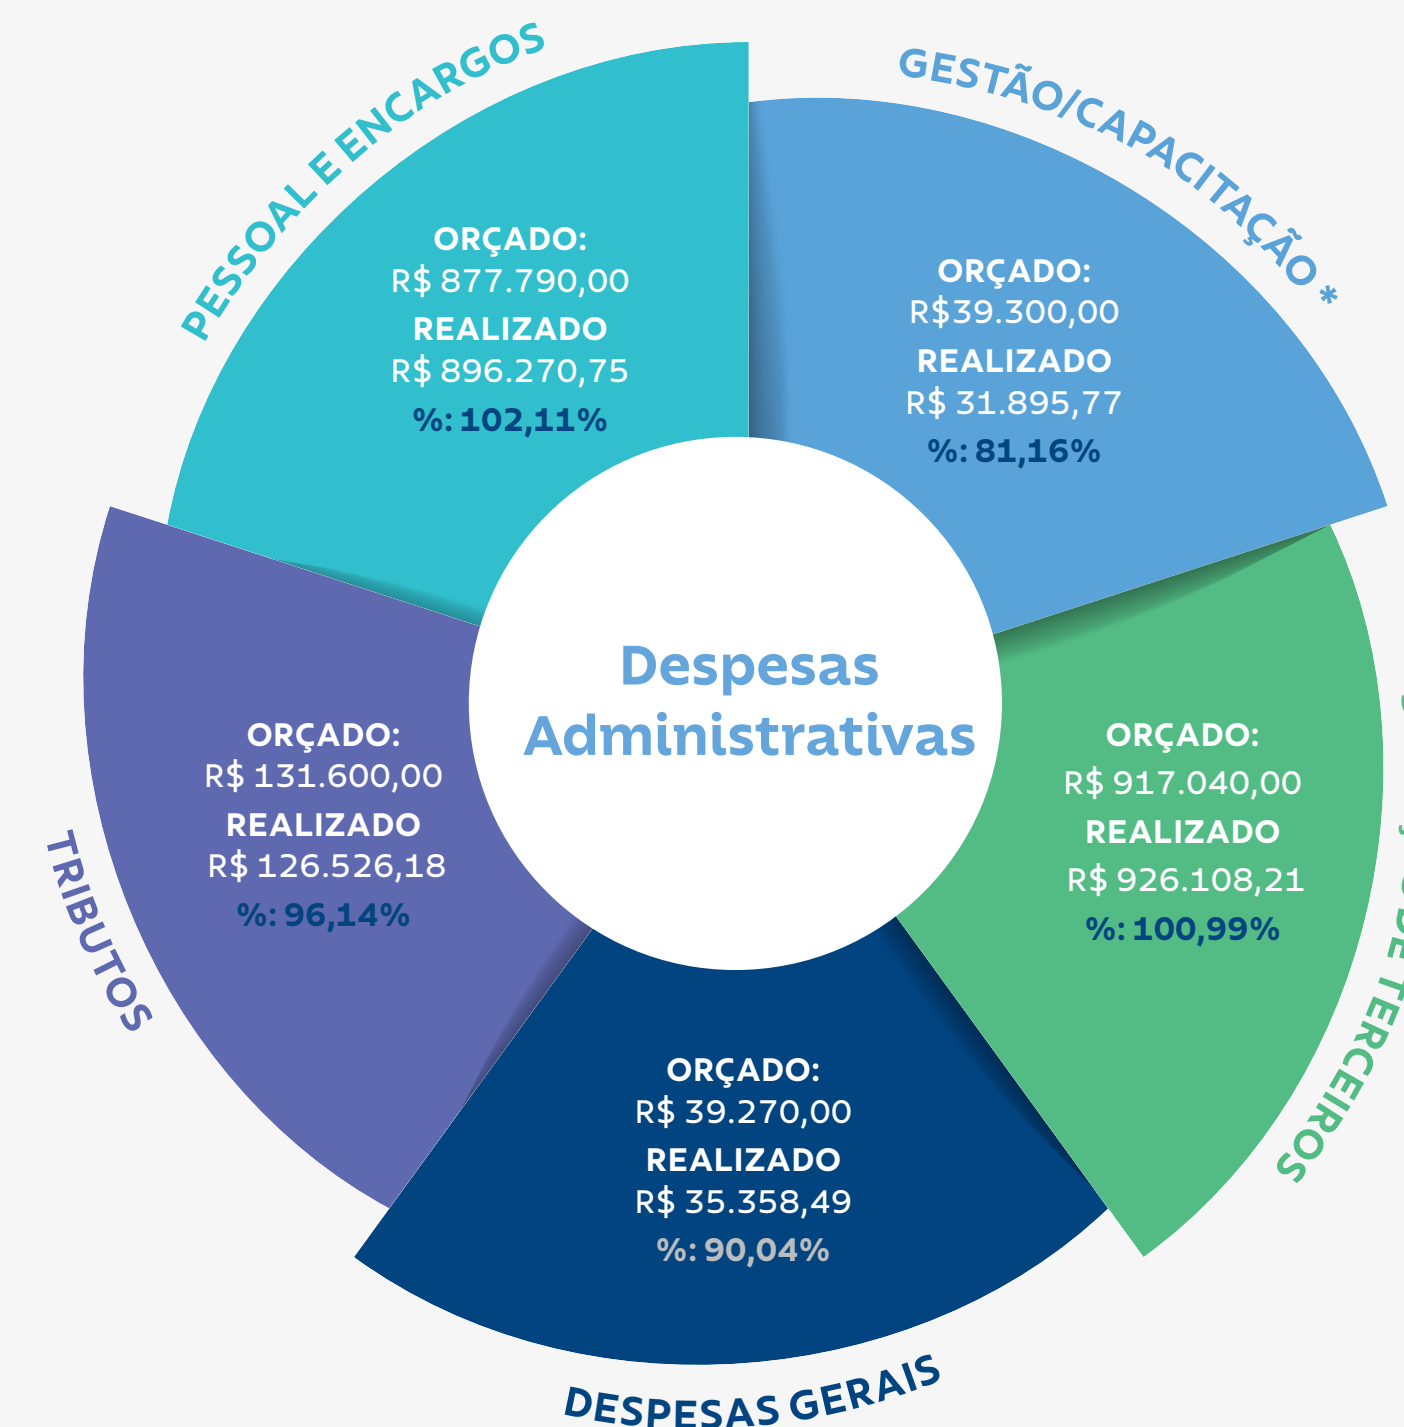 PESSOAL E ENCARGOS
ORÇADO:
R$ 877.790,00
REALIZADO
R$ 896.270,75
%: 102,11%
GESTÃO/CAPACITAÇÃO *
ORÇADO:
R$39.300,00
REALIZADO
R$ 31.895,77
%: 81,16%
Despesas
Administrativas
TRIBUTOS
ORÇADO:
R$ 131.600,00
REALIZADO
R$ 126.526,18
%: 96,14%
DE TERCEIROS
ORÇADO:
R$ 917.040,00
REALIZADO
R$ 926.108,21
%: 100,99%
ORÇADO:
R$ 39.270,00
REALIZADO
R$ 35.358,49
%: 90,04%
DESPESAS GERAIS